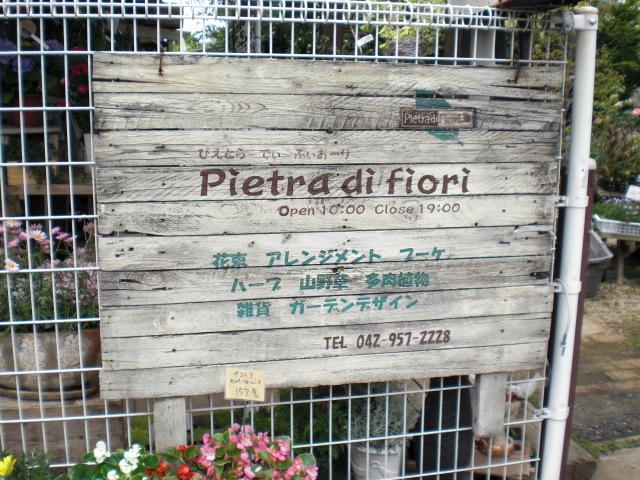 Pietra di
ぴえとら でぃ ふぃおーり
Pietra di fiori
Open 10:00 Close 19:00
花束 アレンジメント ブーケ
ハーブ 山野草 多肉植物
雑貨 ガーデンデザイン
TEL 042-957-2228